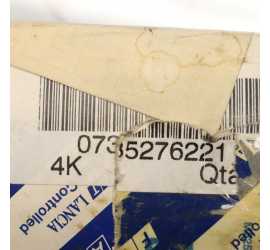 0735276221
4K Qta
LANCIA
Controlled